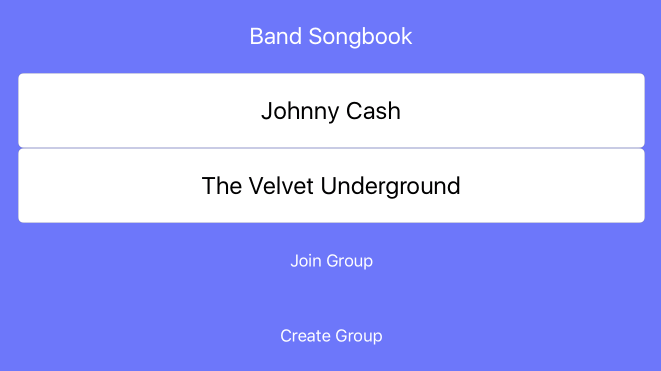 Band Songbook
Johnny Cash
The Velvet Underground
Join Group
Create Group